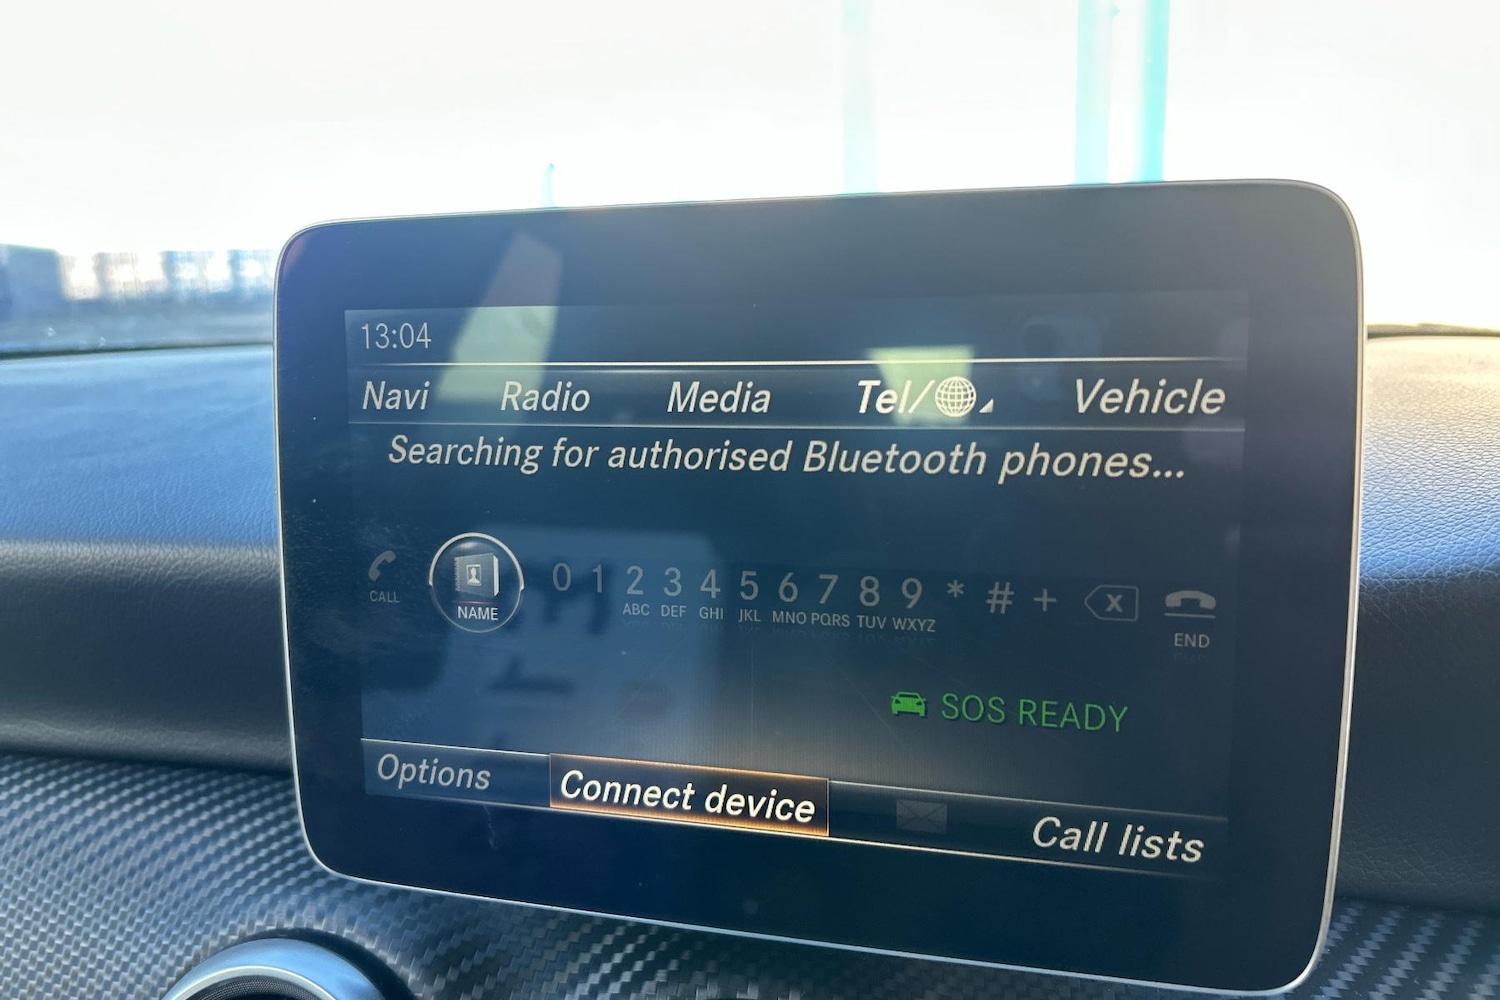 13:04
Navi Radio Media Tel/ Vehicle
Searching for authorised Bluetooth phones...
CALL NAME 0 1 2 ABC 3 DEF 4 GHI 5 JKL 6 MNO 7 PQRS 8 TUV 9 WXYZ * # + X END
SOS READY
Options Connect device Call lists